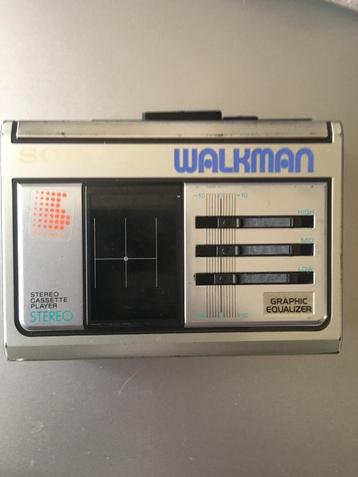 SONY
WALKMAN
-10 0 +10
HIGH
MID
LOW
STEREO
CASSETTE
PLAYER
STEREO
GRAPHIC
EQUALIZER